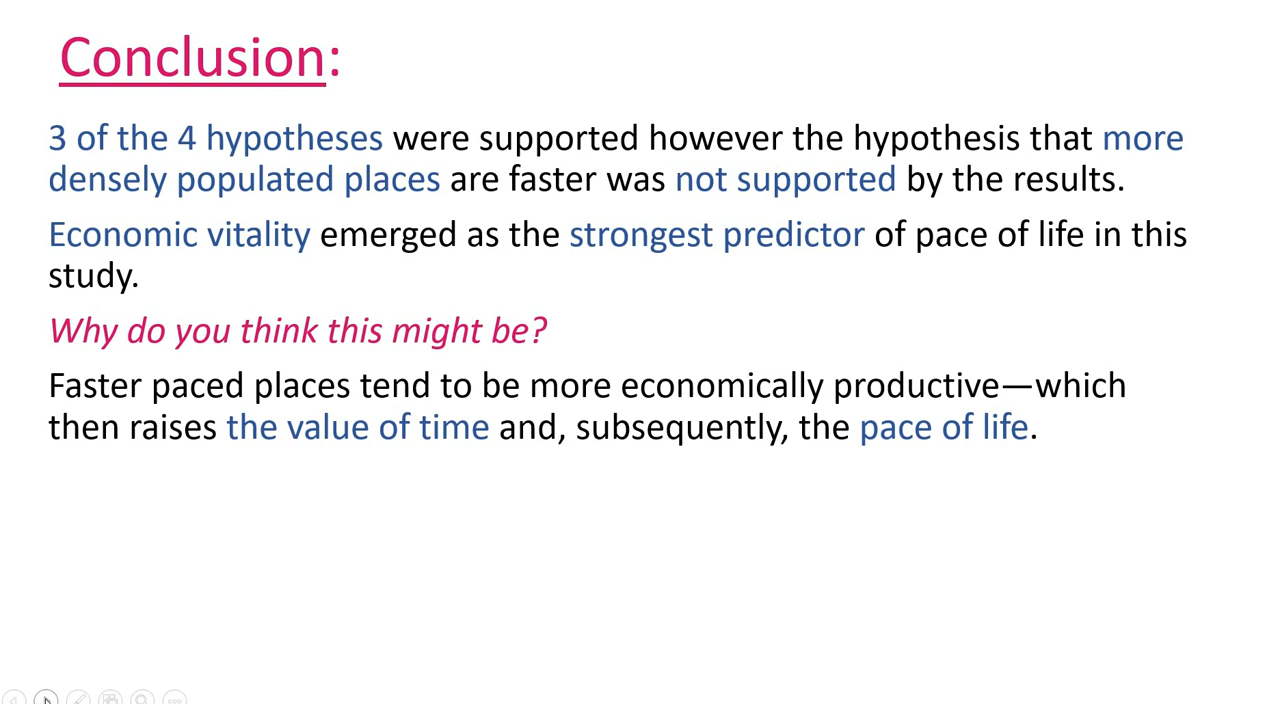 Conclusion:
3 of the 4 hypotheses were supported however the hypothesis that more
densely populated places are faster was not supported by the results.
Economic vitality emerged as the strongest predictor of pace of life in this
study.
Why do you think this might be?
Faster paced places tend to be more economically productive—which
then raises the value of time and, subsequently, the pace of life.